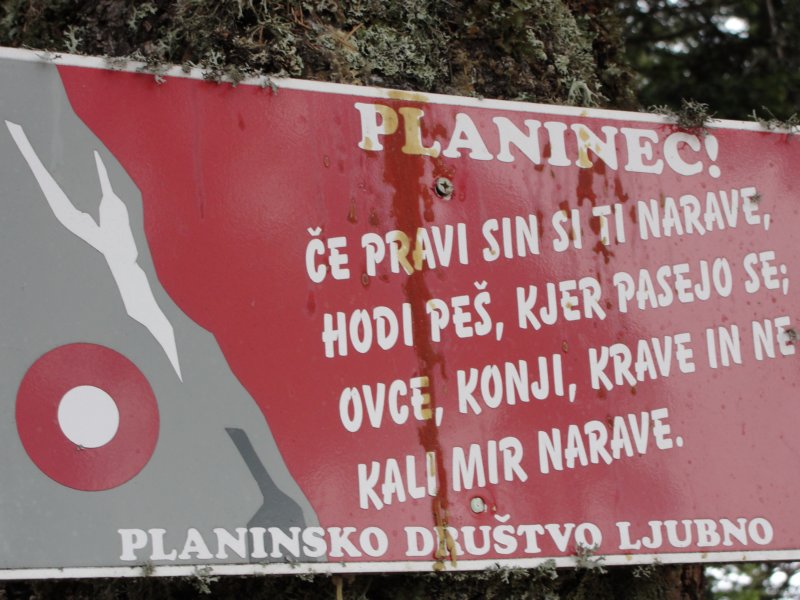 PLANINEC!
ČE PRAVI SIN SI TI NARAVE,
HODI PEŠ, KJER PASEJO SE;
OVCE, KONJI, KRAVE IN NE
KALI MIR NARAVE.
PLANINSKO DRUŠTVO LJUBNO